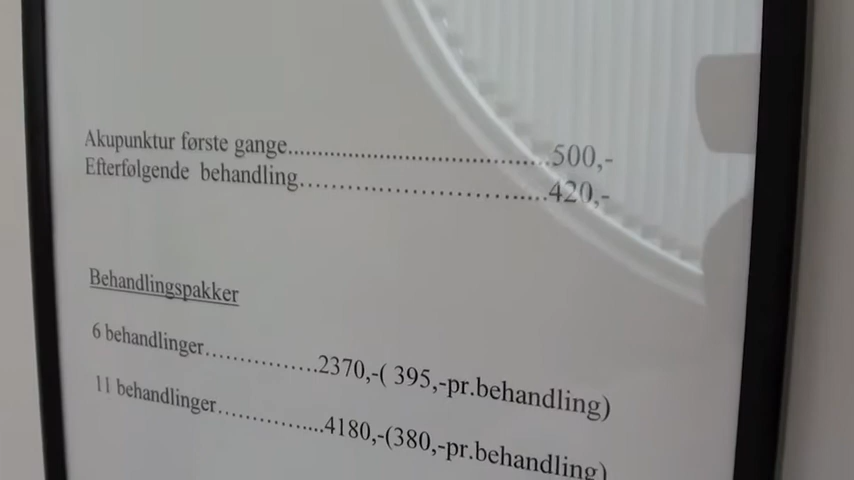 Akupunktur første gange..........................................500,-
Efterfølgende behandling..................................420,-
Behandlingspakker
6 behandlinger.................2370,-( 395,-pr.behandling)
11 behandlinger................4180,-(380,-pr.behandling)